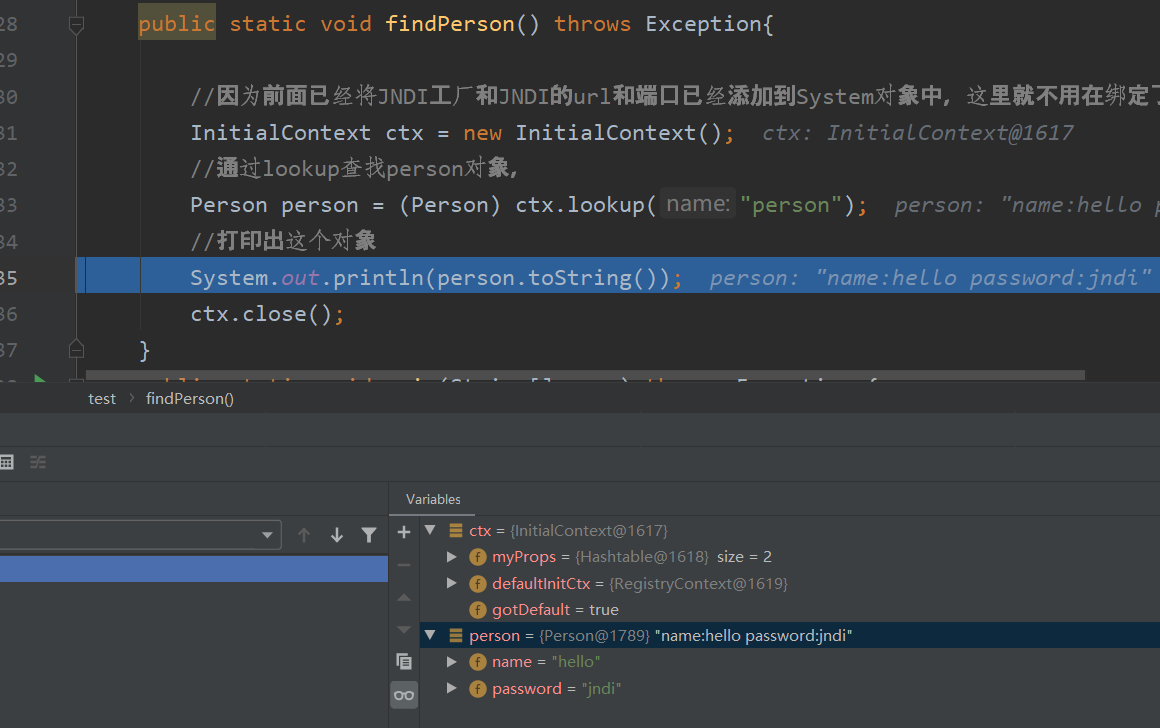 28 public static void findPerson() throws Exception{
29
30 //因为前面已经将JNDI工厂和JNDI的url和端口已经添加到System对象中，这里就不用在绑定了
31 InitialContext ctx = new InitialContext(); ctx: InitialContext@1617
32 //通过lookup查找person对象,
33 Person person = (Person) ctx.lookup( name: "person"); person: "name:hello p
34 //打印出这个对象
35 System.out.println(person.toString()); person: "name:hello password:jndi"
36 ctx.close();
37 }
test › findPerson()
Variables
ctx = {InitialContext@1617}
f myProps = {Hashtable@1618} size = 2
f defaultInitCtx = {RegistryContext@1619}
f gotDefault = true
person = {Person@1789} "name:hello password:jndi"
f name = "hello"
f password = "jndi"